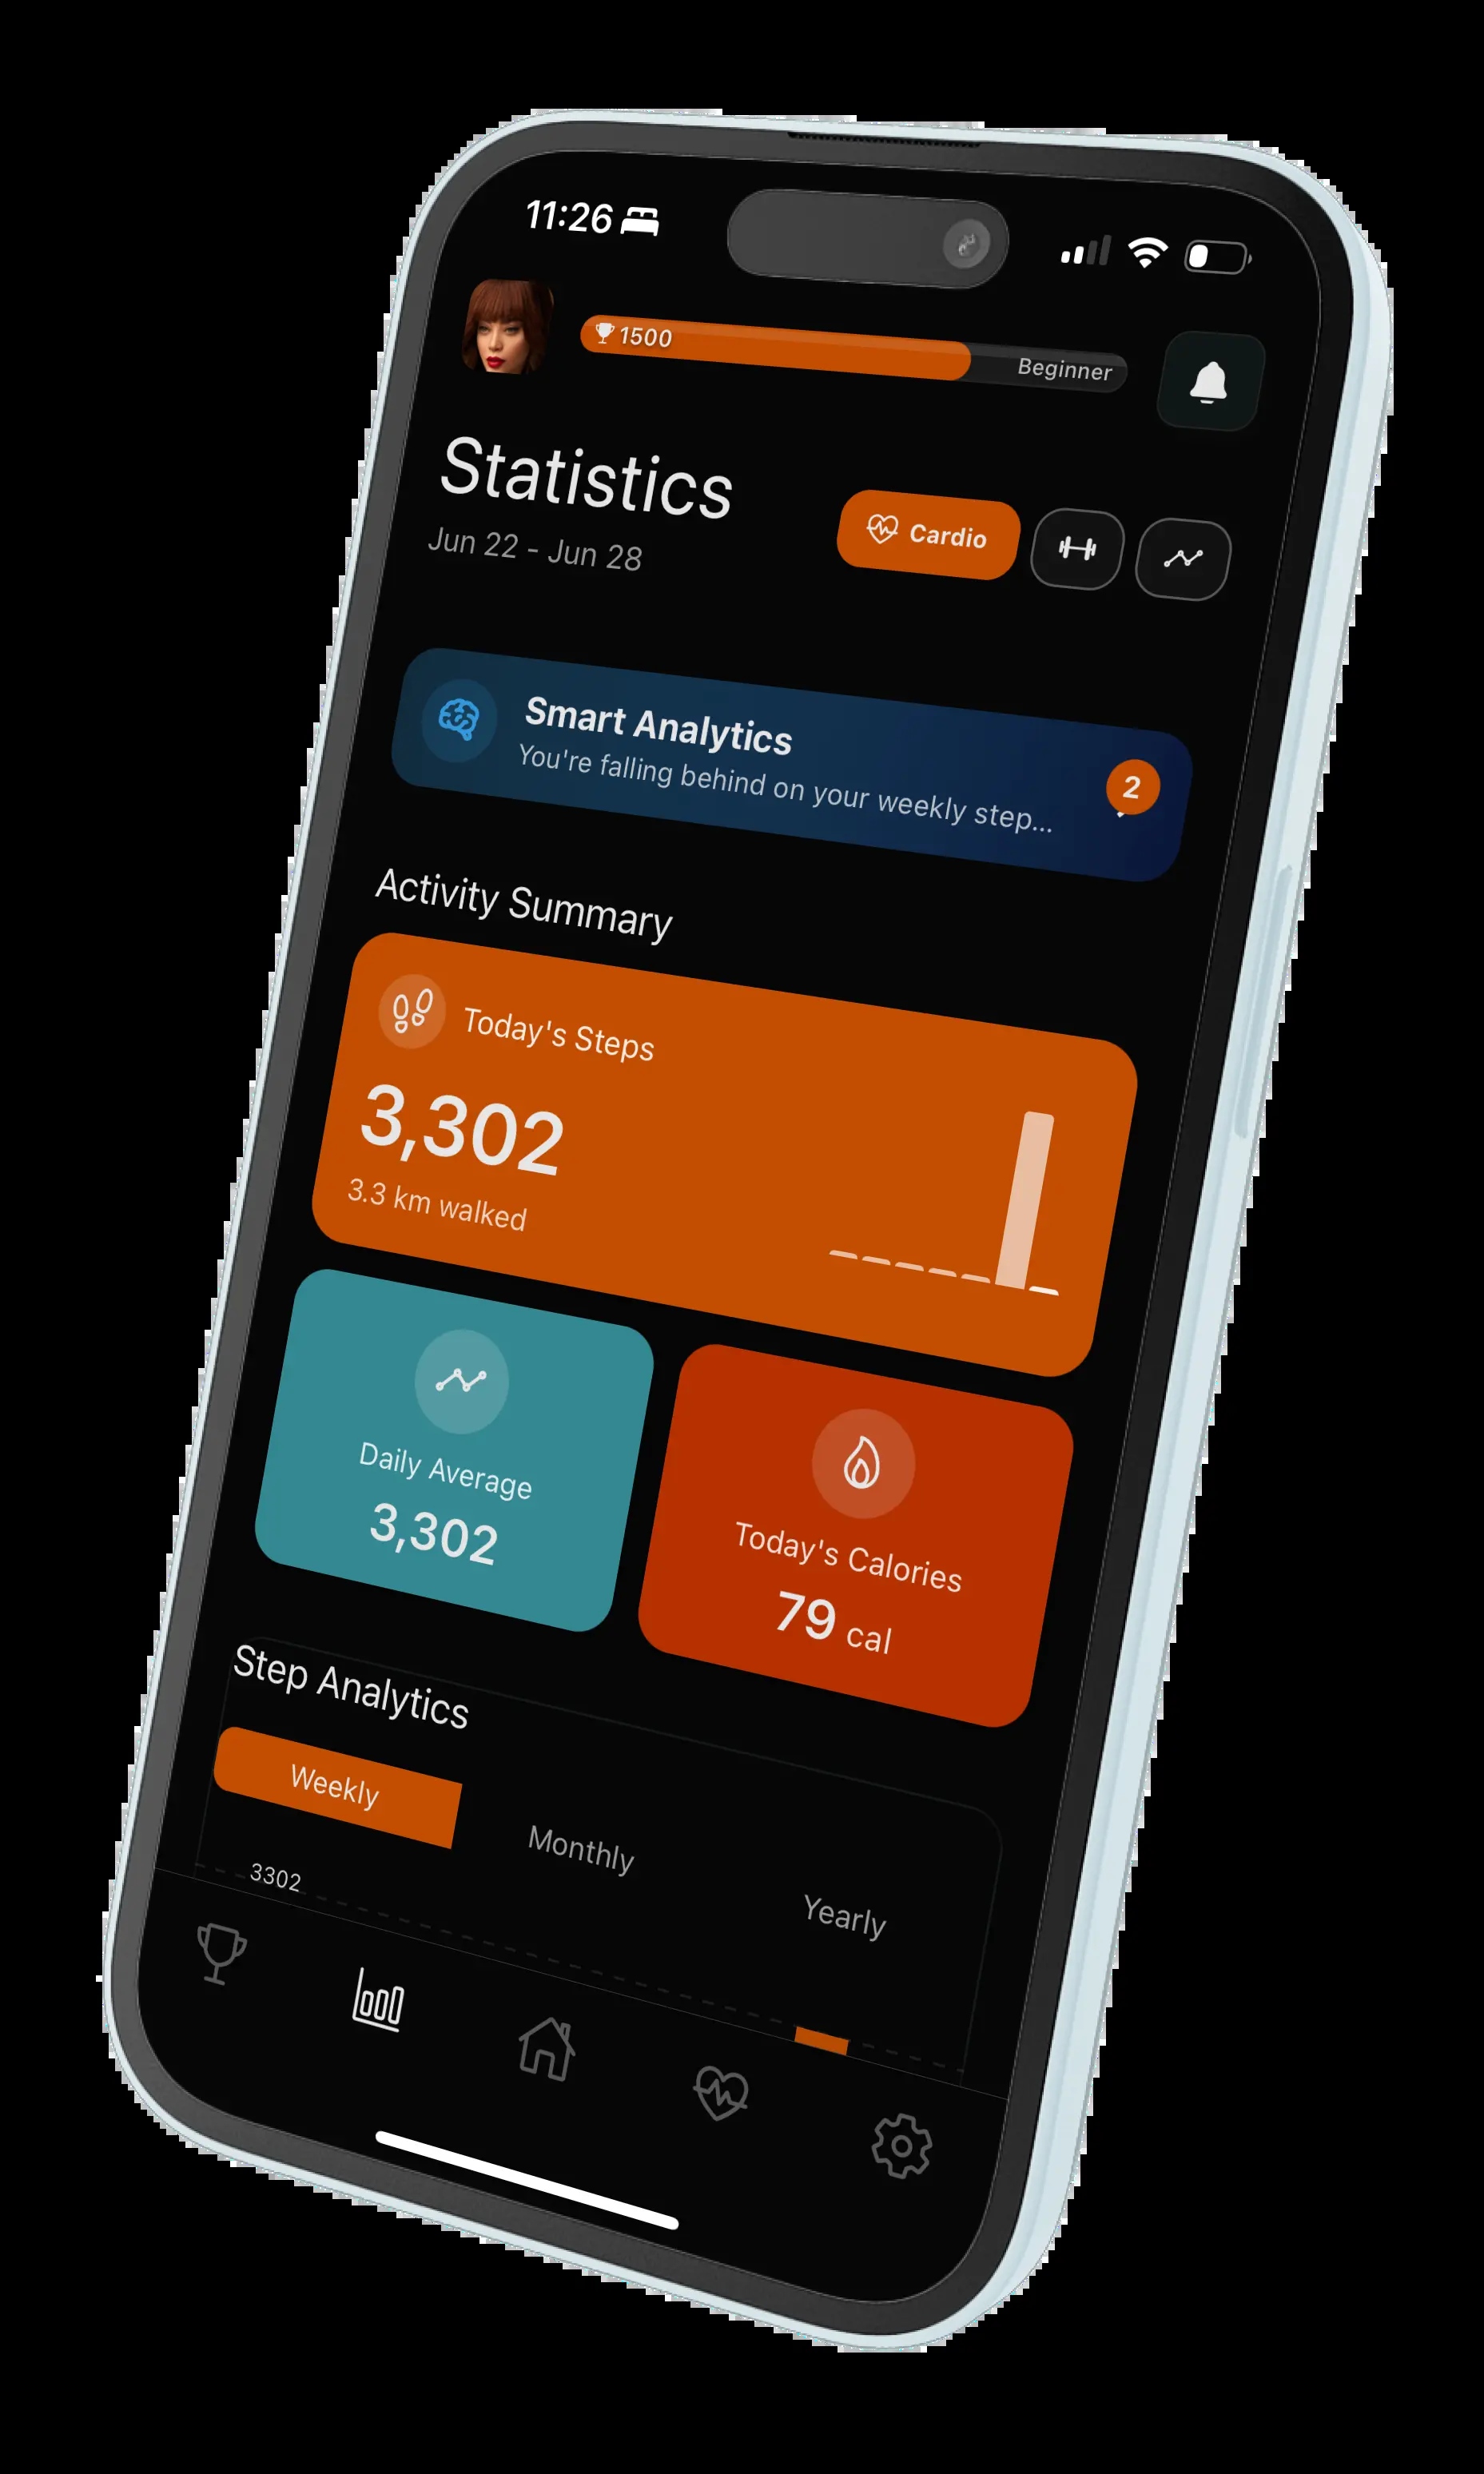 11:26
1500
Beginner
Statistics
Jun 22 - Jun 28
Cardio
Smart Analytics
You're falling behind on your weekly step...
2
Activity Summary
Today's Steps
3,302
3.3 km walked
Daily Average
3,302
Today's Calories
79 cal
Step Analytics
Weekly
Monthly
Yearly
3302